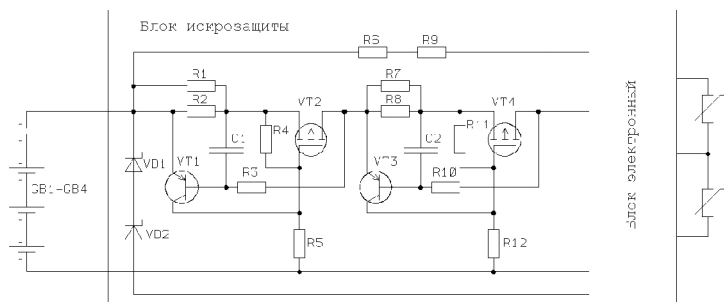 Блок искрозащиты
R6 R9
R1 R7
R2 VT2 R8 VT4
C1 R4 C2 R11
VD1 VT1 VT3
GB1-GB4 R3 R10
VD2 R5 R12
Блок электронный